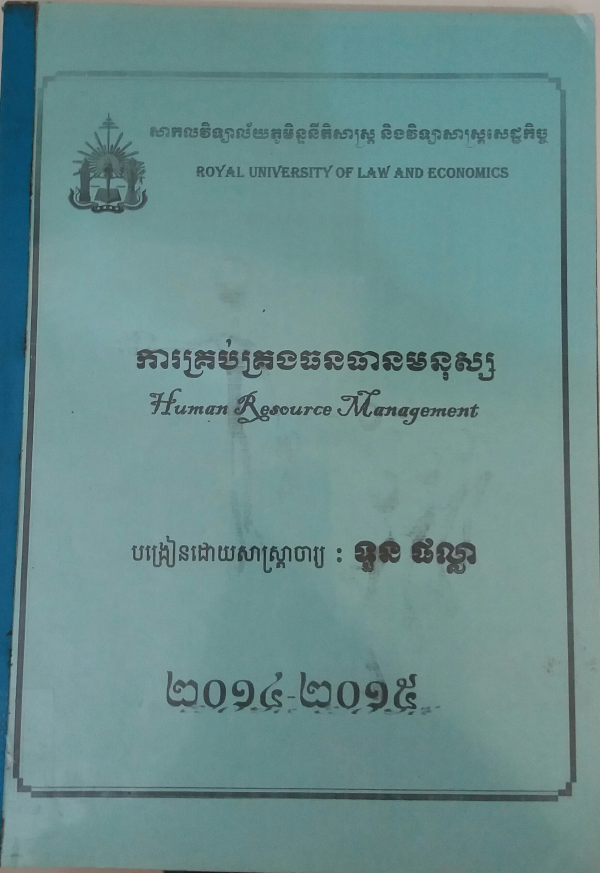 សាកលវិទ្យាល័យភូមិន្ទនីតិសាស្ត្រ និងវិទ្យាសាស្ត្រសេដ្ឋកិច្ច
ROYAL UNIVERSITY OF LAW AND ECONOMICS
ការគ្រប់គ្រងធនធានមនុស្ស
Human Resource Management
បង្រៀនដោយសាស្ត្រាចារ្យ : ទួន ផល្លា
២០១៤-២០១៥